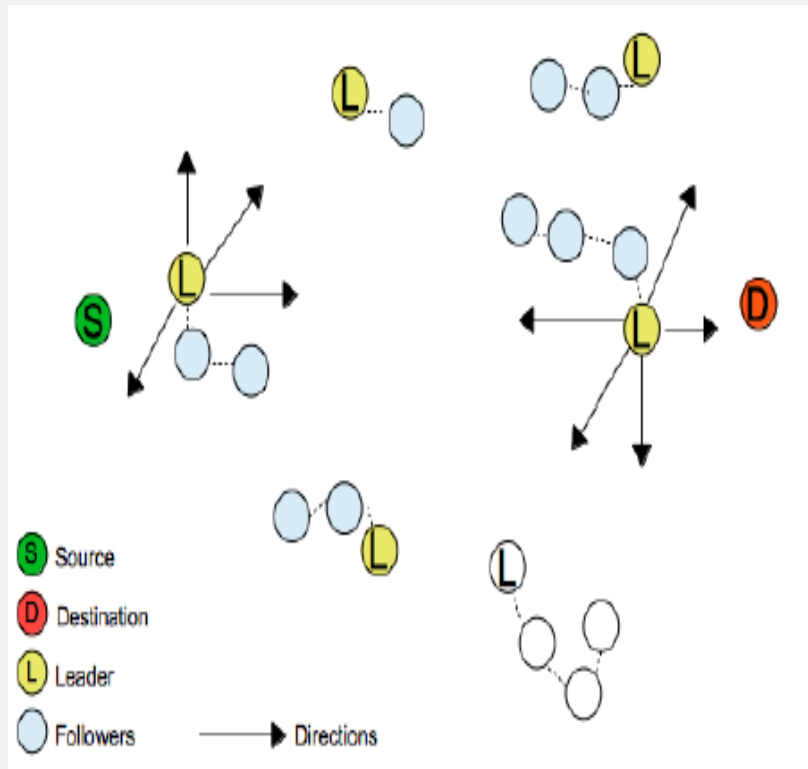 L
L
L
S
L
D
L
L
S Source
D Destination
L Leader
Followers
Directions